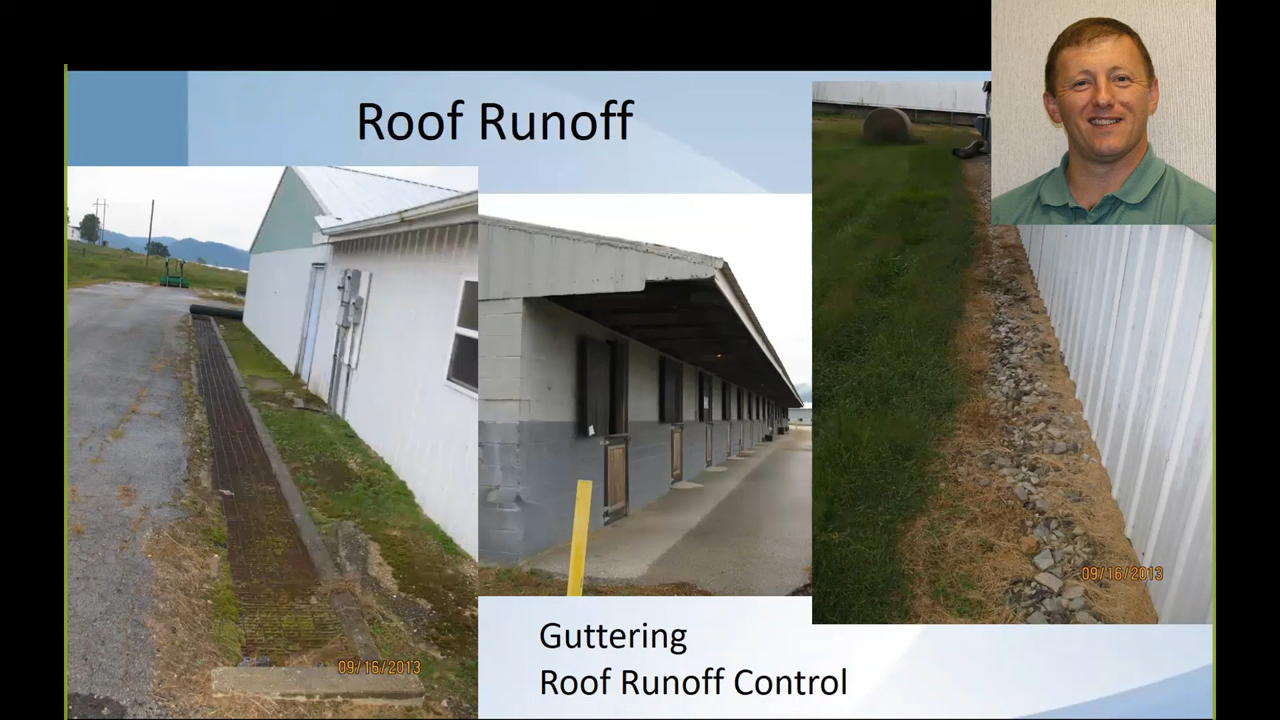 Roof Runoff
09/16/2013
09/16/2013
Guttering
Roof Runoff Control